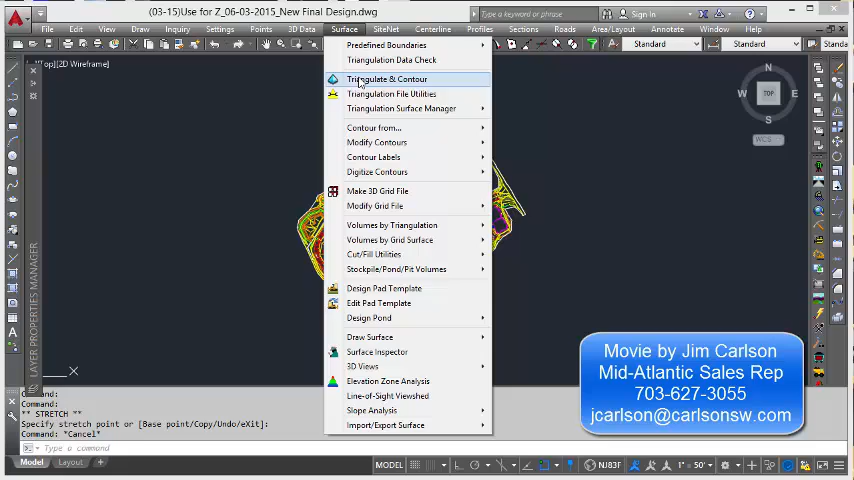 (03-15)Use for Z_06-03-2015_New Final Design.dwg
Type a keyword or phrase
Sign In
File Edit View Draw Inquiry Settings Points 3D Data Surface SiteNet Centerline Profiles Sections Roads Area/Layout Window Help
Standard Standard Standard
[Top][2D Wireframe]
Predefined Boundaries
Triangulation Data Check
Triangulate & Contour
Triangulation File Utilities
Triangulation Surface Manager
Contour from...
Modify Contours
Contour Labels
Digitize Contours
Make 3D Grid File
Modify Grid File
Volumes by Triangulation
Volumes by Grid Surface
Cut/Fill Utilities
Stockpile/Pond/Pit Volumes
Design Pad Template
Edit Pad Template
Design Pond
Draw Surface
Surface Inspector
3D Views
Elevation Zone Analysis
Line-of-Sight Viewshed
Slope Analysis
Import/Export Surface
N
W TOP E
S
WCS
LAYER PROPERTIES MANAGER
X
Movie by Jim Carlson
Mid-Atlantic Sales Rep
703-627-3055
jcarlson@carlsonsw.com
Command:
Command:
** STRETCH **
Specify stretch point or [Base point/Copy/Undo/eXit]:
Command: *Cancel*
Type a command
Model Layout
MODEL NJ83F 1" = 50'